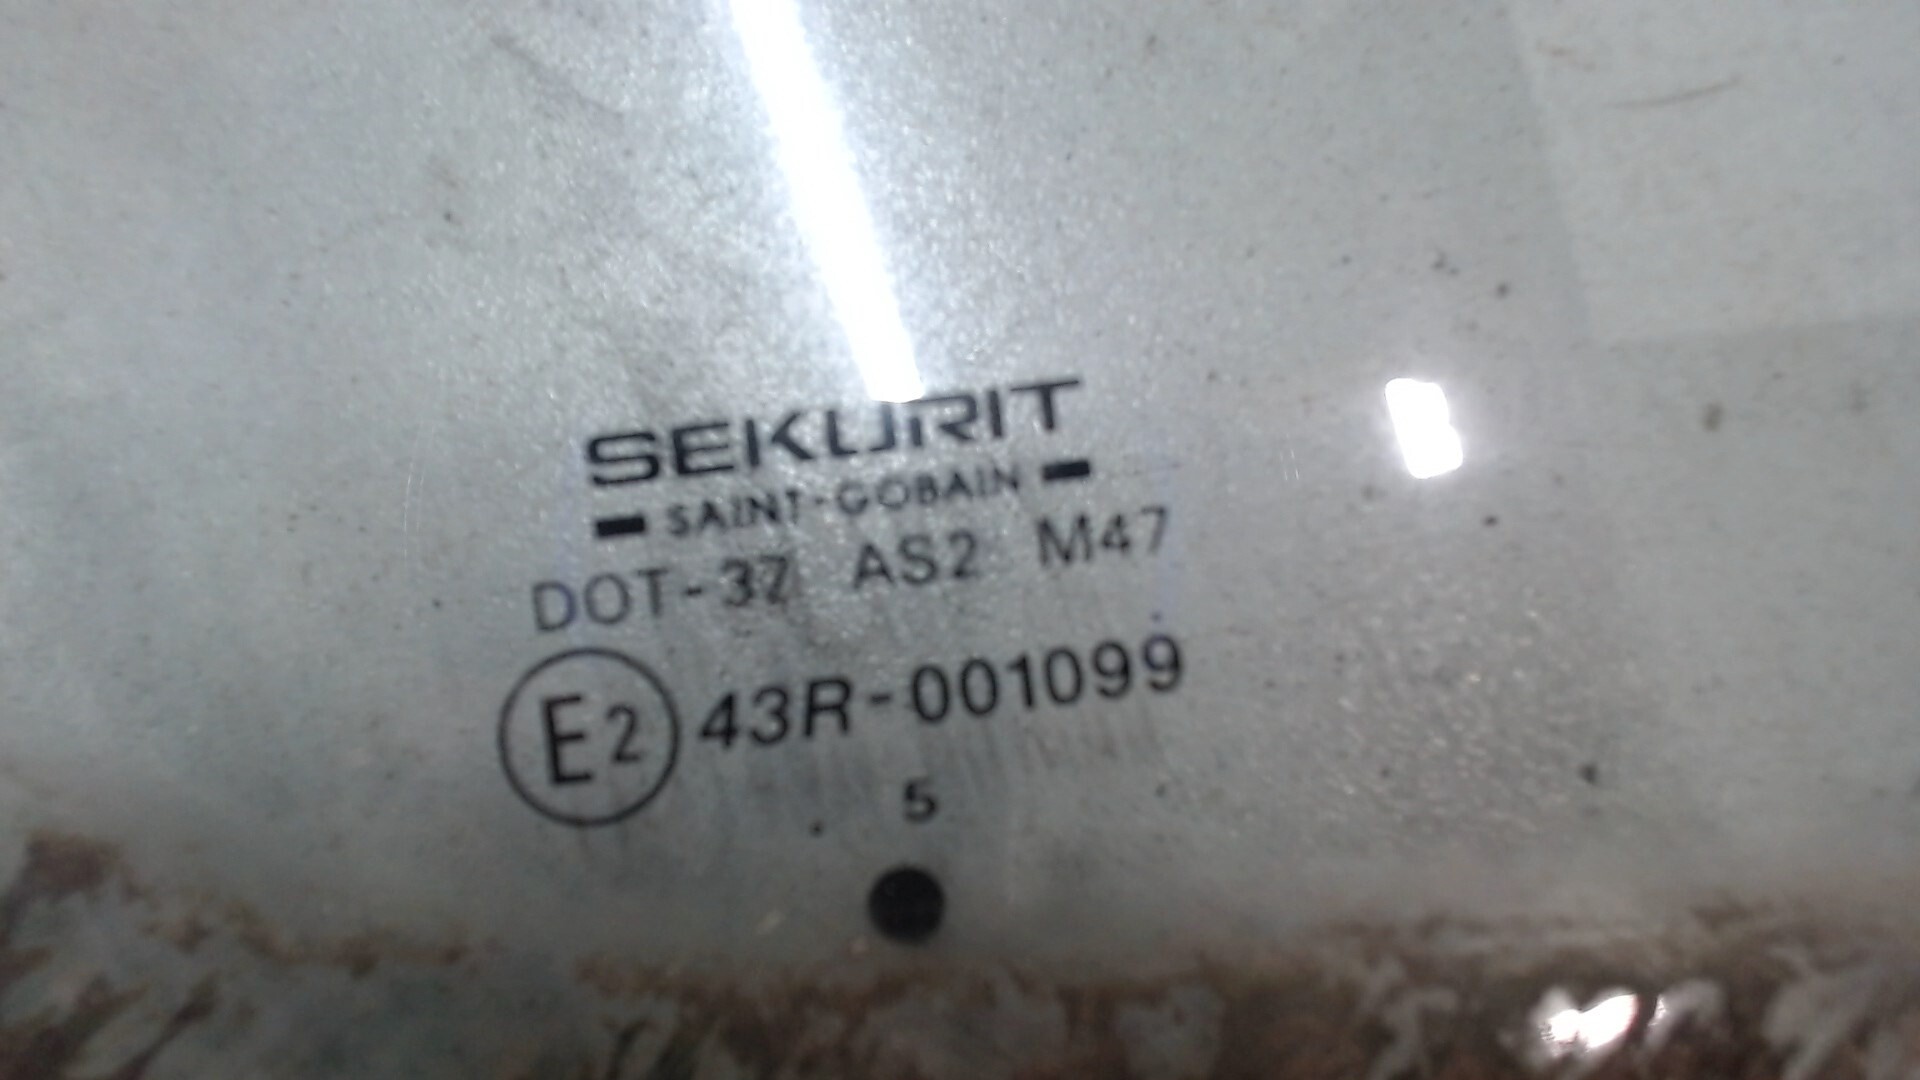 SEKURIT
SAINT-GOBAIN
DOT-37 AS2 M47
E2 43R-001099
5